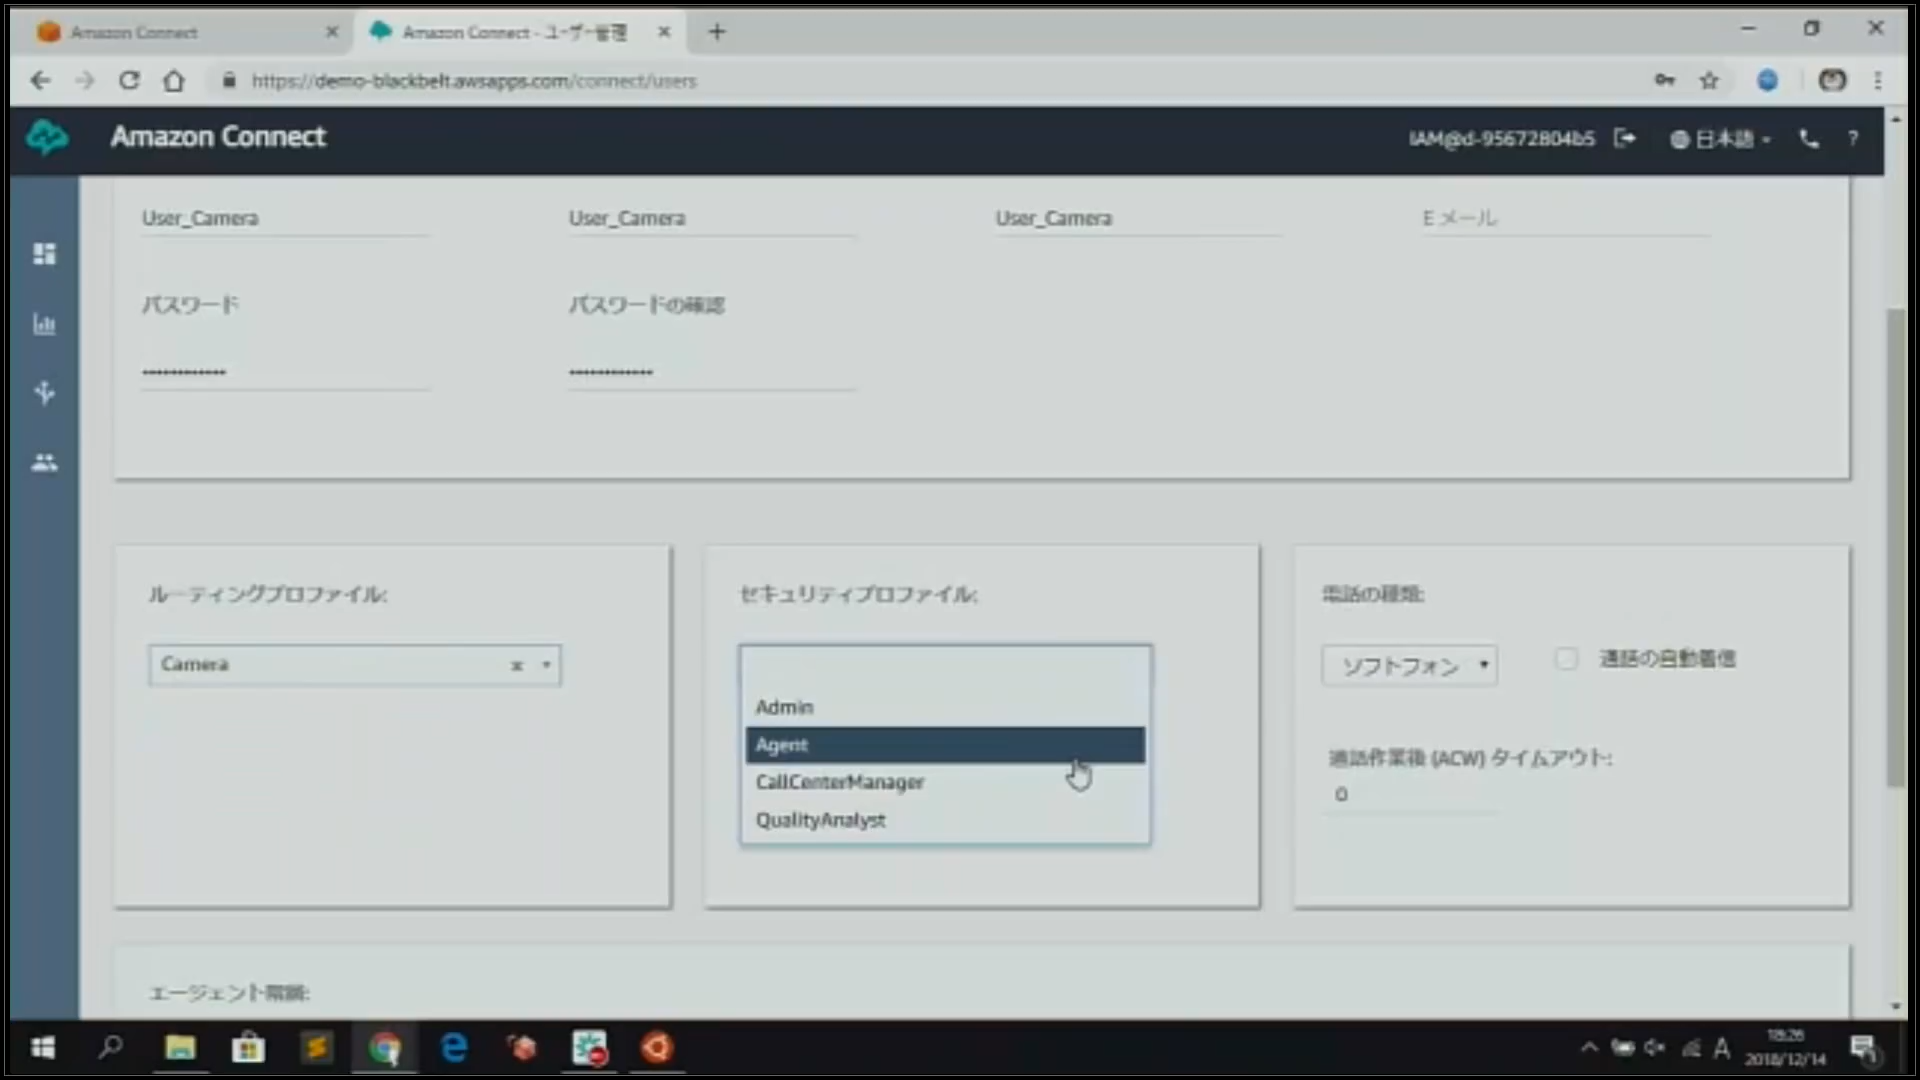 Amazon Connect
Amazon Connect - ユーザー管理
https://demo-blackbelt.awsapps.com/connect/users
Amazon Connect
IAM@d-95672804b5
日本語
?
User_Camera
User_Camera
User_Camera
E メール
パスワード
パスワードの確認
ルーティングプロファイル:
セキュリティプロファイル:
電話の種類:
Camera
ソフトフォン
通話の自動着信
Admin
Agent
CallCenterManager
QualityAnalyst
通話作業後 (ACW) タイムアウト:
0
エージェント階層:
A
18:26
2018/12/14